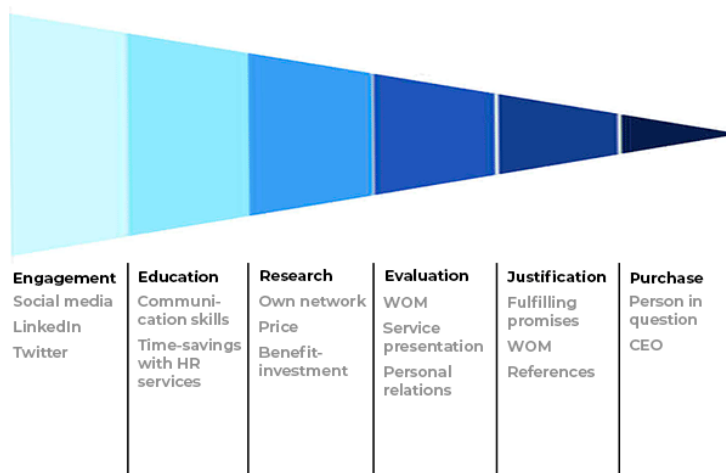 Engagement
Social media
LinkedIn
Twitter
Education
Communi-
cation skills
Time-savings
with HR
services
Research
Own network
Price
Benefit-
investment
Evaluation
WOM
Service
presentation
Personal
relations
Justification
Fulfilling
promises
WOM
References
Purchase
Person in
question
CEO